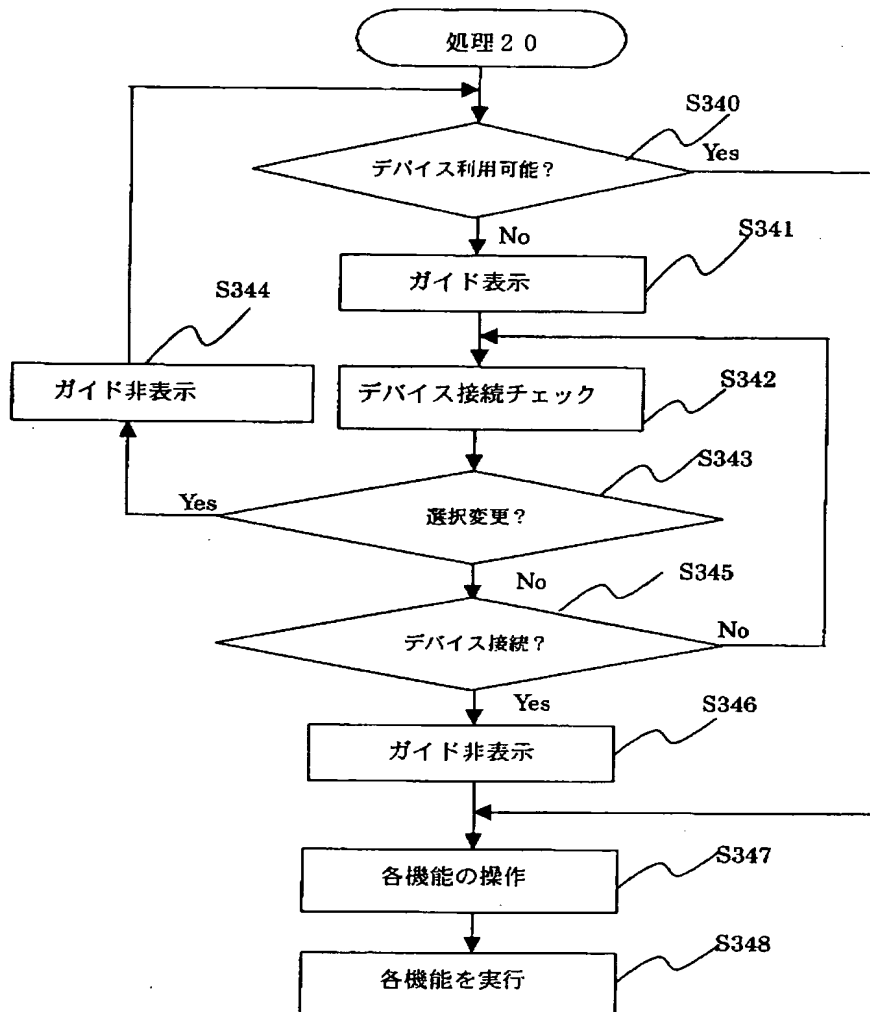 処理２０
S340
デバイス利用可能？
Yes
No
S341
ガイド表示
S344
ガイド非表示
S342
デバイス接続チェック
S343
Yes
選択変更？
No
S345
デバイス接続？
No
Yes
S346
ガイド非表示
S347
各機能の操作
S348
各機能を実行